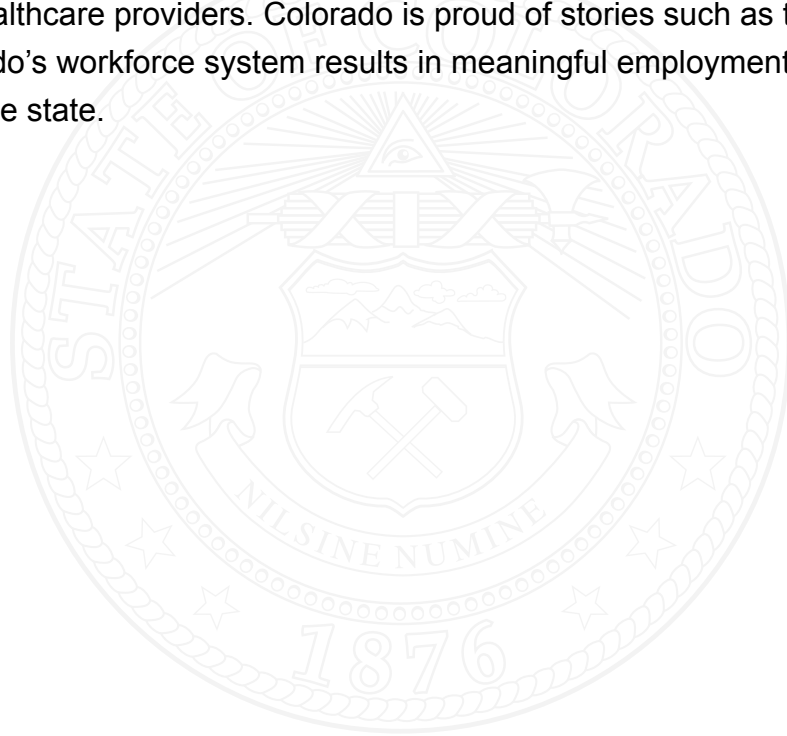 althcare providers. Colorado is proud of stories such as t
do’s workforce system results in meaningful employment
e state.
STATE OF COLORADO
NIL SINE NUMINE
1876